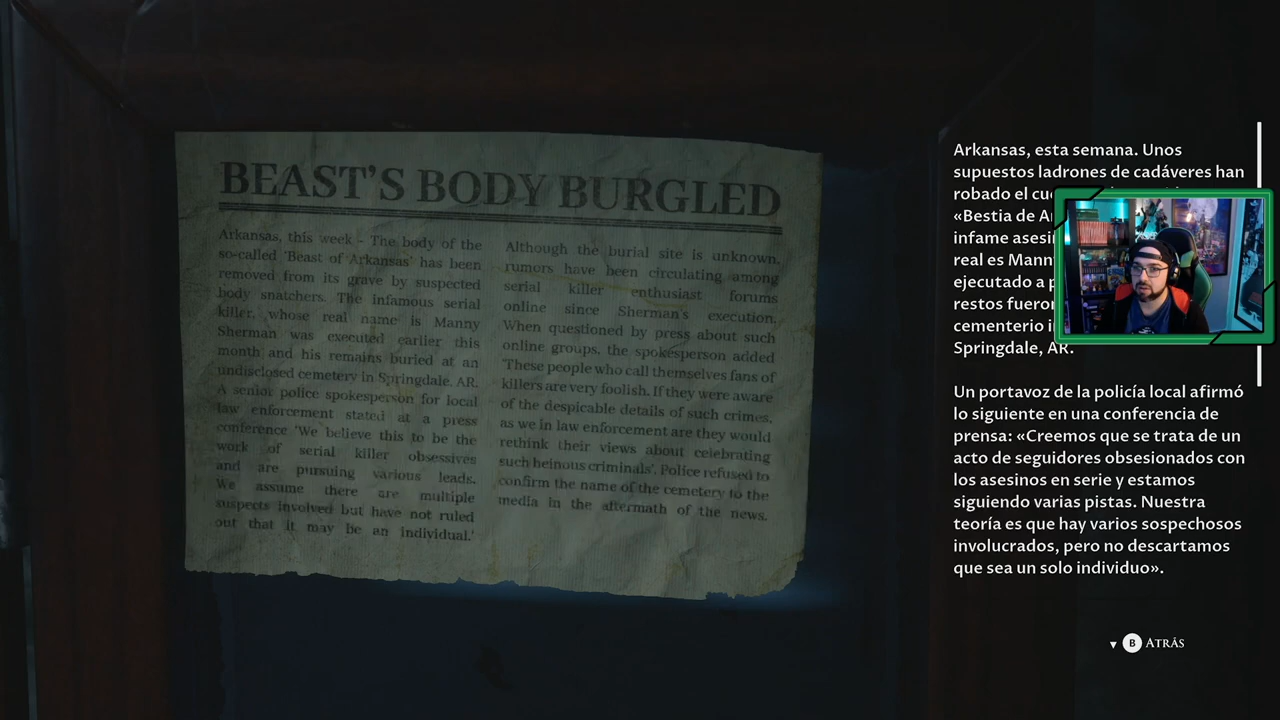 BEAST'S BODY BURGLED
Arkansas, this week - The body of the
so-called 'Beast of Arkansas' has been
removed from its grave by suspected
body snatchers. The infamous serial
killer, whose real name is Manny
Sherman was executed earlier this
month and his remains buried at an
undisclosed cemetery in Springdale, AR.
A senior police spokesperson for local
law enforcement stated at a press
conference 'We believe this to be the
work of serial killer obsessives
and are pursuing various leads.
We assume there are multiple
suspects involved but have not ruled
out that it may be an individual.'
Although the burial site is unknown,
rumors have been circulating among
serial killer enthusiast forums
online since Sherman's execution.
When questioned by press about such
online groups, the spokesperson added
'These people who call themselves fans of
killers are very foolish. If they were aware
of the despicable details of such crimes,
as we in law enforcement are they would
rethink their views about celebrating
such heinous criminals'. Police refused to
confirm the name of the cemetery to the
media in the aftermath of the news.
Arkansas, esta semana. Unos
supuestos ladrones de cadáveres han
robado el
«Bestia de
infame
real es
ejecutado a
restos
cementerio
Springdale, AR.
Un portavoz de la policía local afirmó
lo siguiente en una conferencia de
prensa: «Creemos que se trata de un
acto de seguidores obsesionados con
los asesinos en serie y estamos
siguiendo varias pistas. Nuestra
teoría es que hay varios sospechosos
involucrados, pero no descartamos
que sea un solo individuo».
B ATRÁS